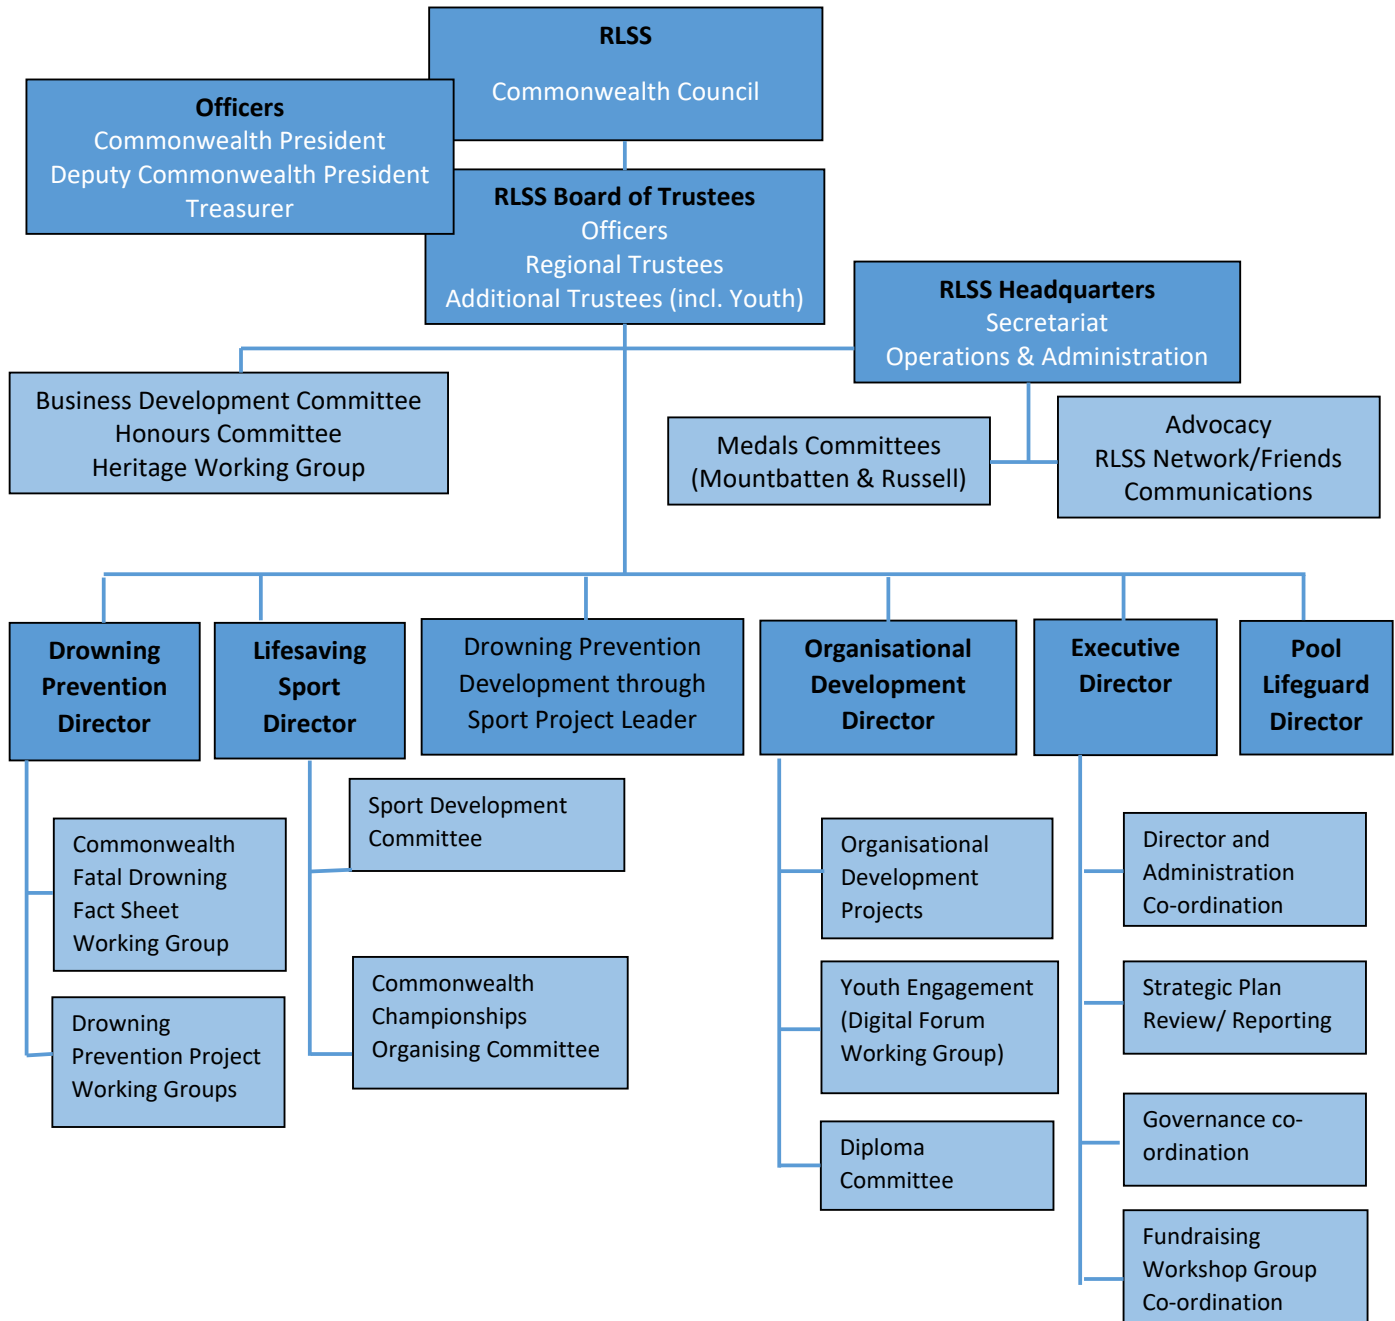 RLSS
Commonwealth Council
Officers
Commonwealth President
Deputy Commonwealth President
Treasurer
RLSS Board of Trustees
Officers
Regional Trustees
Additional Trustees (incl. Youth)
RLSS Headquarters
Secretariat
Operations & Administration
Business Development Committee
Honours Committee
Heritage Working Group
Medals Committees
(Mountbatten & Russell)
Advocacy
RLSS Network/Friends
Communications
Drowning
Prevention
Director
Lifesaving
Sport
Director
Drowning Prevention
Development through
Sport Project Leader
Organisational
Development
Director
Executive
Director
Pool
Lifeguard
Director
Commonwealth
Fatal Drowning
Fact Sheet
Working Group
Drowning
Prevention Project
Working Groups
Sport Development
Committee
Commonwealth
Championships
Organising Committee
Organisational
Development
Projects
Youth Engagement
(Digital Forum
Working Group)
Diploma
Committee
Director and
Administration
Co-ordination
Strategic Plan
Review/ Reporting
Governance co-
ordination
Fundraising
Workshop Group
Co-ordination